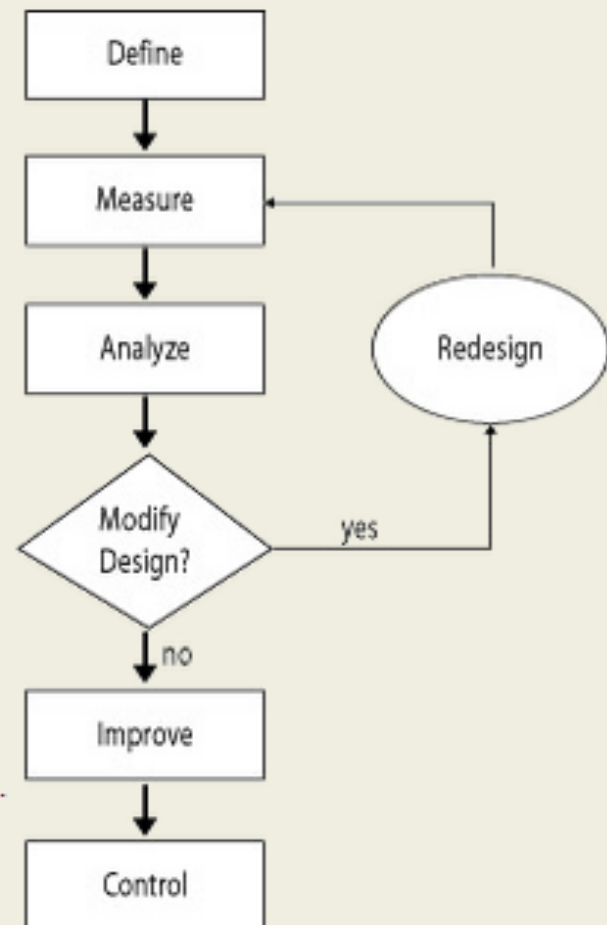 Define
Measure
Analyze
Redesign
Modify
Design?
yes
no
Improve
Control